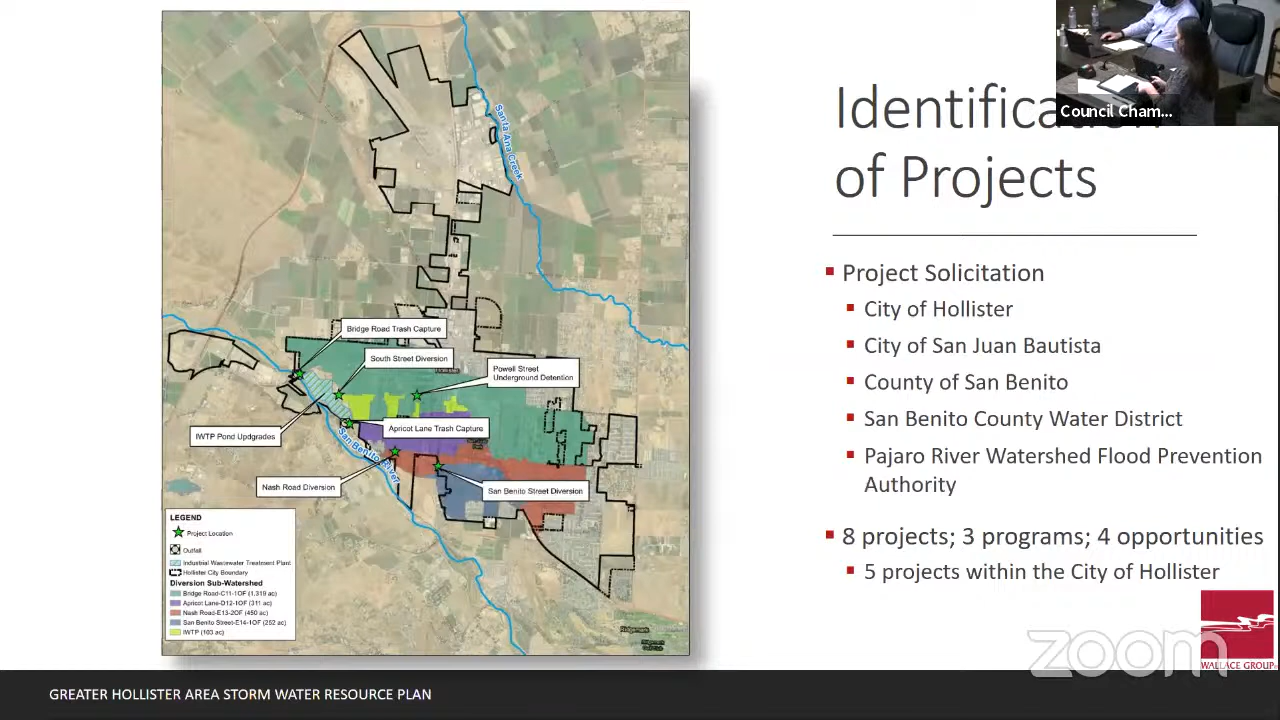 Identifica
of Projects
Council Cham...
Project Solicitation
City of Hollister
City of San Juan Bautista
County of San Benito
San Benito County Water District
Pajaro River Watershed Flood Prevention
Authority
8 projects; 3 programs; 4 opportunities
5 projects within the City of Hollister
Santa Ana Creek
Bridge Road Trash Capture
South Street Diversion
Powell Street
Underground Detention
IWTP Pond Updgrades
Apricot Lane Trash Capture
San Benito River
Nash Road Diversion
San Benito Street Diversion
LEGEND
Project Location
Outfall
Industrial Wastewater Treatment Plant
Hollister City Boundary
Diversion Sub-Watershed
Bridge Road-C11-1OF (1,319 ac)
Apricot Lane-D12-1OF (311 ac)
Nash Road-E13-2OF (450 ac)
San Benito Street-E14-1OF (252 ac)
IWTP (103 ac)
zoom
WALLACE GROUP
GREATER HOLLISTER AREA STORM WATER RESOURCE PLAN